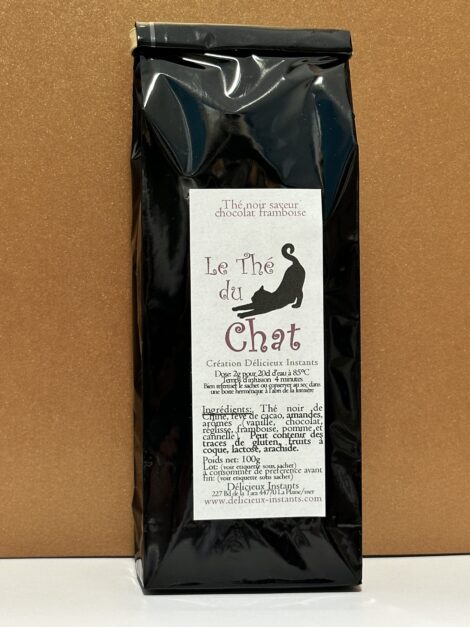 Thé noir saveur
chocolat framboise
Le Thé
du
Chat
Création Délicieux Instants
Dose: 2g pour 20cl d'eau à 85°C
Temps d'infusion 4 minutes
Bien refermer le sachet ou conserver au sec, dans
une boite hermétique à l'abri de la lumière
Ingrédients: Thé noir de
Chine, fève de cacao, amandes,
arômes (vanille, chocolat,
réglisse, framboise, pomme et
cannelle). Peut contenir des
traces de gluten, fruits à
coque, lactose, arachide.
Poids net: 100g
Lot: (voir etiquette sous sachet)
à consommer de préférence avant
fin: (voir etiquette sous sachet)
Délicieux Instants
227 Bd de la Tara 44770 La Plaine/mer
www.delicieux-instants.com